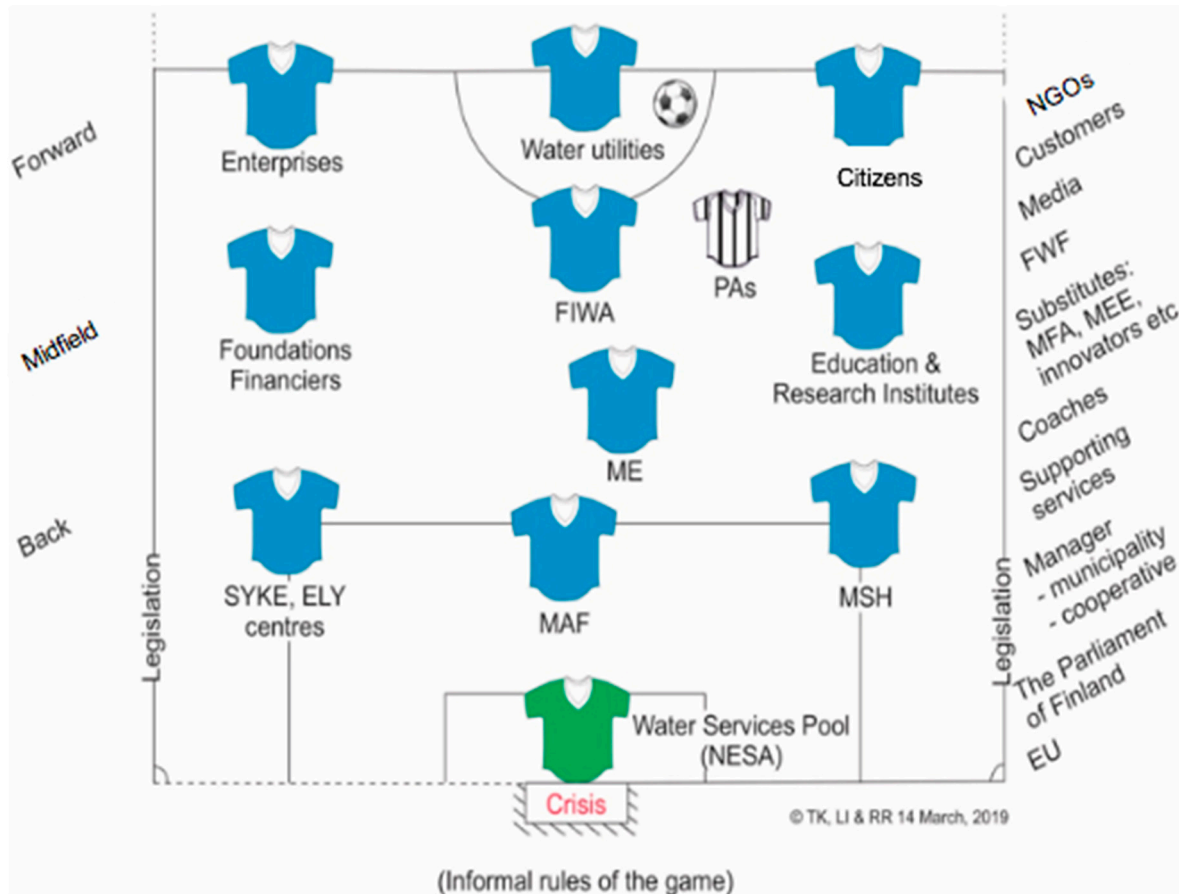 Forward
Midfield
Back
Enterprises
Water utilities
Citizens
Foundations
Financiers
FIWA
PAs
Education &
Research Institutes
ME
SYKE, ELY
centres
MAF
MSH
Legislation
Legislation
Water Services Pool
(NESA)
Crisis
NGOs
Customers
Media
FWF
Substitutes:
MFA, MEE,
innovators etc
Coaches
Supporting
services
Manager
- municipality
- cooperative
The Parliament
of Finland
EU
© TK, LI & RR 14 March, 2019
(Informal rules of the game)